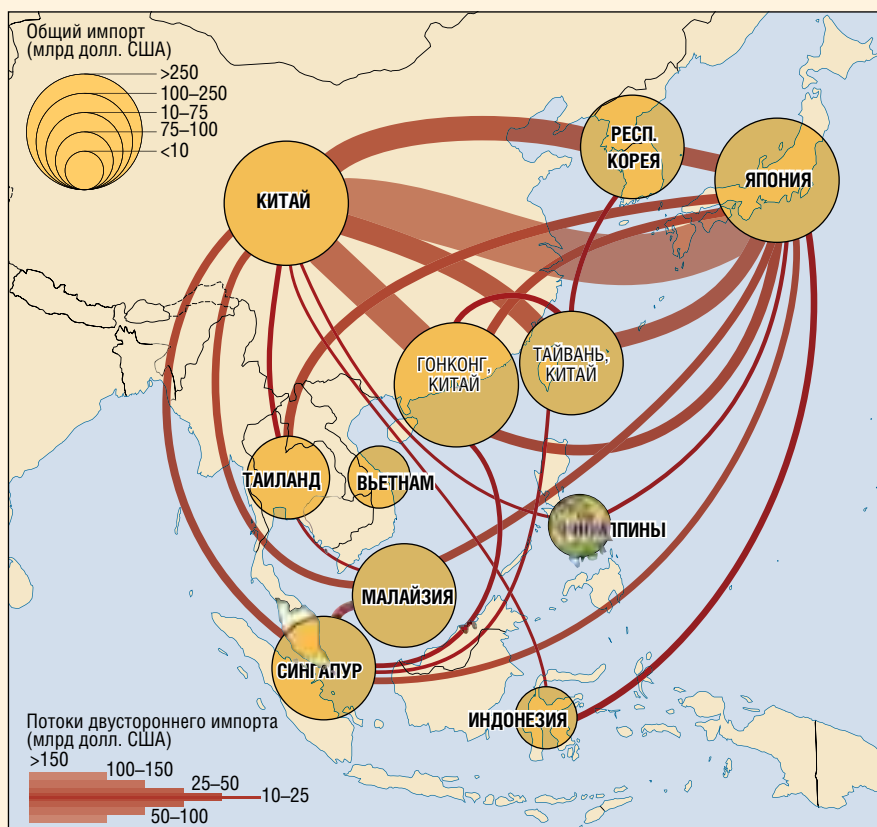 Общий импорт
(млрд долл. США)
>250
100–250
10–75
75–100
<10
РЕСП.
КОРЕЯ
ЯПОНИЯ
КИТАЙ
ГОНКОНГ,
КИТАЙ
ТАЙВАНЬ,
КИТАЙ
ТАИЛАНД
ВЬЕТНАМ
МАЛАЙЗИЯ
СИНГАПУР
ИНДОНЕЗИЯ
Потоки двустороннего импорта
(млрд долл. США)
>150
100–150
25–50
10–25
50–100